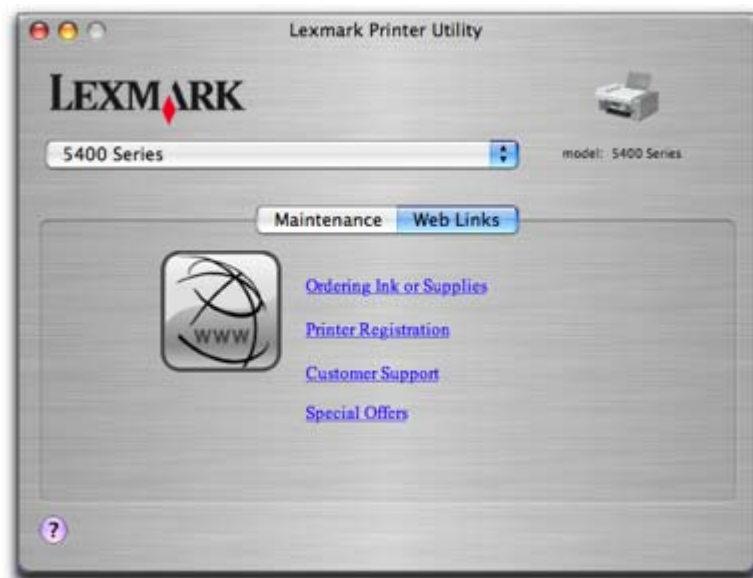 Lexmark Printer Utility
LEXMARK
5400 Series
model: 5400 Series
Maintenance
Web Links
www
Ordering Ink or Supplies
Printer Registration
Customer Support
Special Offers
?